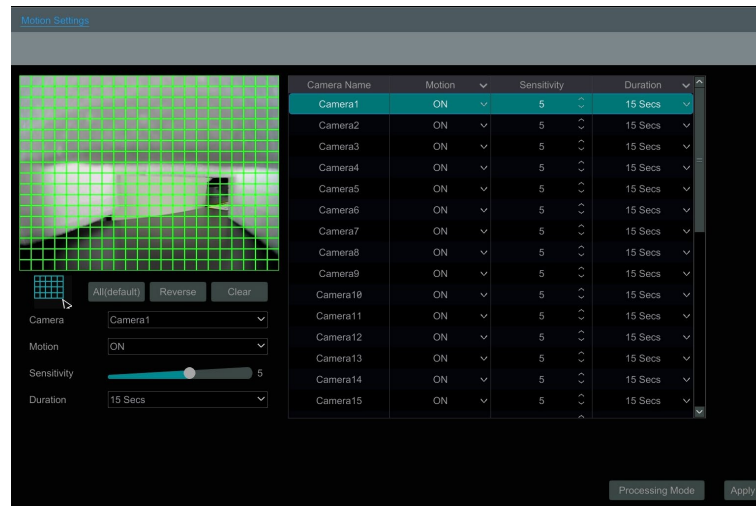 Motion Settings
Camera Name Motion Sensitivity Duration
Camera1 ON 5 15 Secs
Camera2 ON 5 15 Secs
Camera3 ON 5 15 Secs
Camera4 ON 5 15 Secs
Camera5 ON 5 15 Secs
Camera6 ON 5 15 Secs
Camera7 ON 5 15 Secs
Camera8 ON 5 15 Secs
Camera9 ON 5 15 Secs
Camera10 ON 5 15 Secs
Camera11 ON 5 15 Secs
Camera12 ON 5 15 Secs
Camera13 ON 5 15 Secs
Camera14 ON 5 15 Secs
Camera15 ON 5 15 Secs
All(default) Reverse Clear
Camera Camera1
Motion ON
Sensitivity 5
Duration 15 Secs
Processing Mode Apply